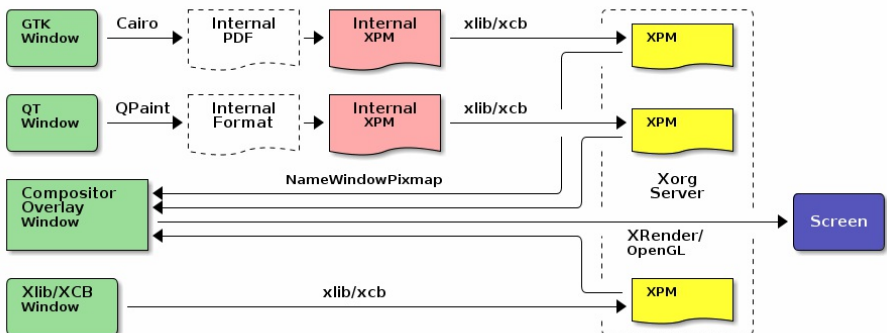 GTK
Window
Cairo
Internal
PDF
Internal
XPM
xlib/xcb
XPM
QT
Window
QPaint
Internal
Format
Internal
XPM
xlib/xcb
XPM
NameWindowPixmap
Xorg
Server
Compositor
Overlay
Window
Screen
XRender/
OpenGL
Xlib/XCB
Window
xlib/xcb
XPM